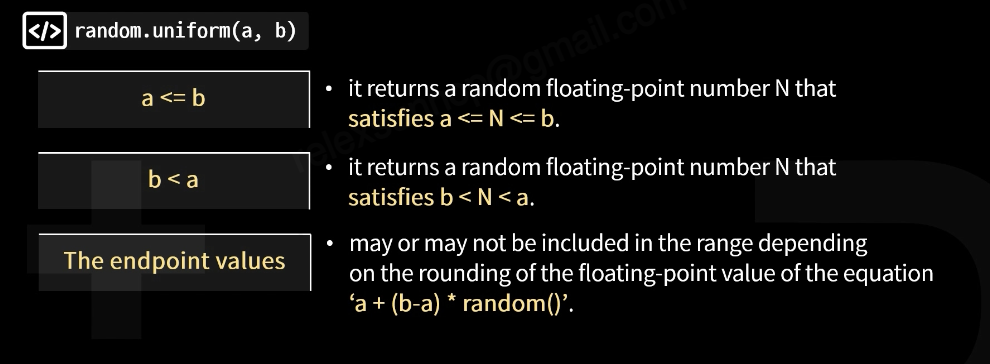 </> random.uniform(a, b)
a <= b
• it returns a random floating-point number N that
satisfies a <= N <= b.
b < a
• it returns a random floating-point number N that
satisfies b < N < a.
The endpoint values
• may or may not be included in the range depending
on the rounding of the floating-point value of the equation
‘a + (b-a) * random()’.
@gmail.com